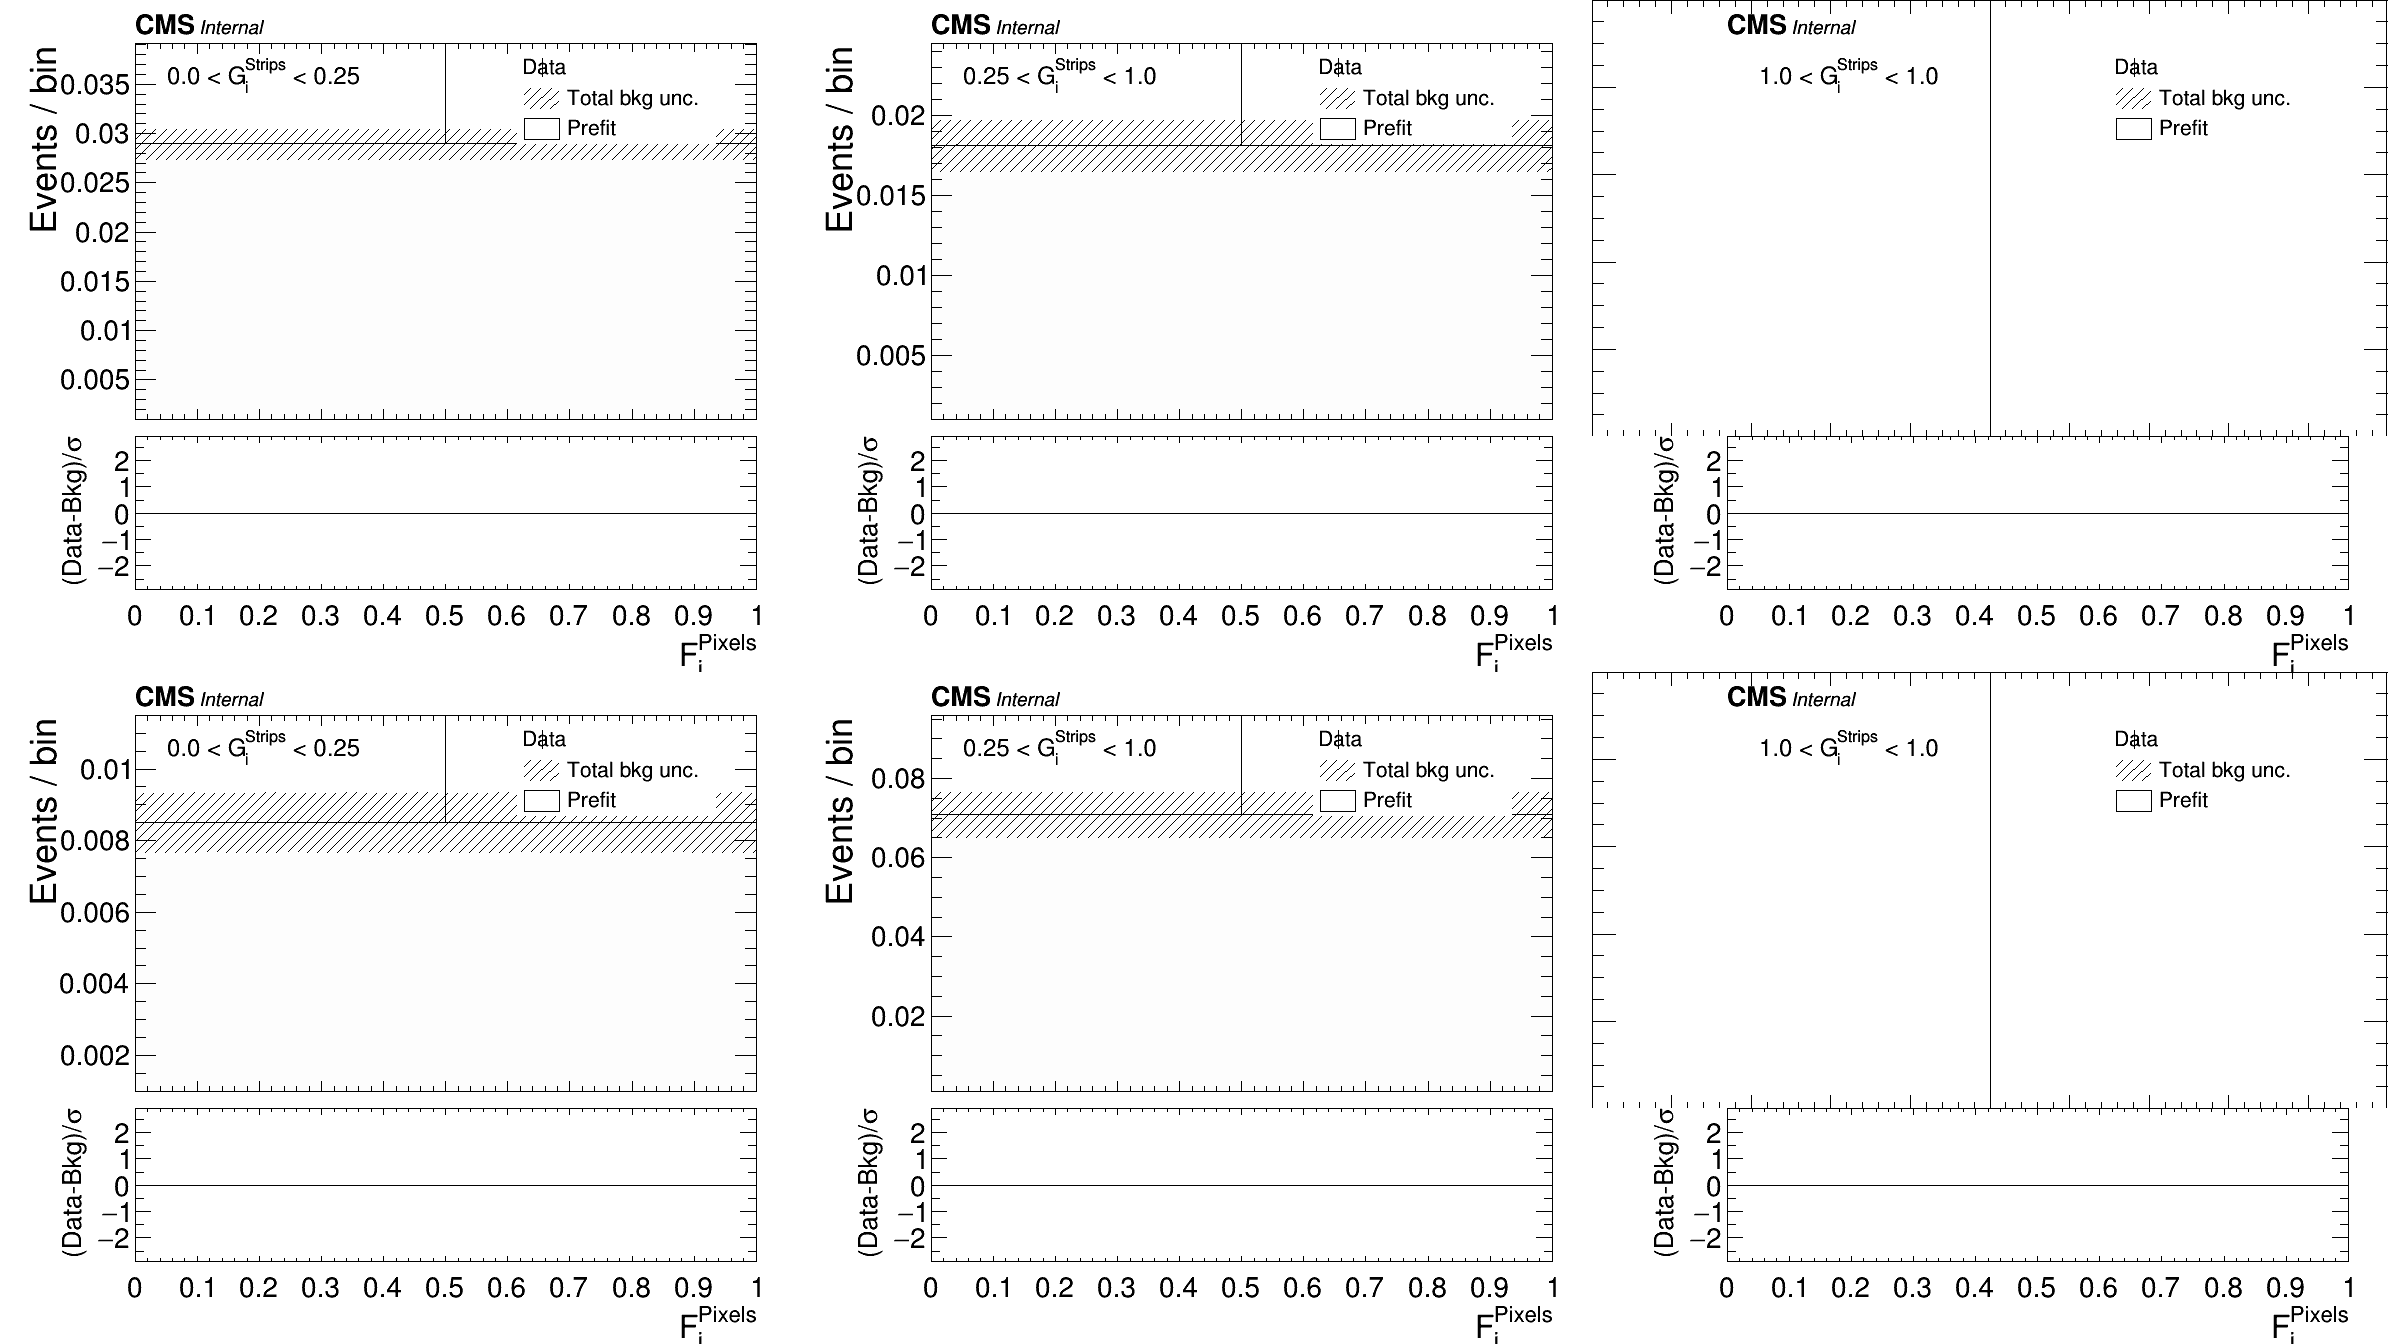 CMS Internal
0.0 < G_i^Strips < 0.25
Data
Total bkg unc.
Prefit
Events / bin
0.035
0.03
0.025
0.02
0.015
0.01
0.005
(Data-Bkg)/σ
2
1
0
−1
−2
0 0.1 0.2 0.3 0.4 0.5 0.6 0.7 0.8 0.9 1
F_i^Pixels
CMS Internal
0.25 < G_i^Strips < 1.0
Data
Total bkg unc.
Prefit
Events / bin
0.02
0.015
0.01
0.005
(Data-Bkg)/σ
2
1
0
−1
−2
0 0.1 0.2 0.3 0.4 0.5 0.6 0.7 0.8 0.9 1
F_i^Pixels
CMS Internal
1.0 < G_i^Strips < 1.0
Data
Total bkg unc.
Prefit
(Data-Bkg)/σ
2
1
0
−1
−2
0 0.1 0.2 0.3 0.4 0.5 0.6 0.7 0.8 0.9 1
F_i^Pixels
CMS Internal
0.0 < G_i^Strips < 0.25
Data
Total bkg unc.
Prefit
Events / bin
0.01
0.008
0.006
0.004
0.002
(Data-Bkg)/σ
2
1
0
−1
−2
0 0.1 0.2 0.3 0.4 0.5 0.6 0.7 0.8 0.9 1
F_i^Pixels
CMS Internal
0.25 < G_i^Strips < 1.0
Data
Total bkg unc.
Prefit
Events / bin
0.08
0.06
0.04
0.02
(Data-Bkg)/σ
2
1
0
−1
−2
0 0.1 0.2 0.3 0.4 0.5 0.6 0.7 0.8 0.9 1
F_i^Pixels
CMS Internal
1.0 < G_i^Strips < 1.0
Data
Total bkg unc.
Prefit
(Data-Bkg)/σ
2
1
0
−1
−2
0 0.1 0.2 0.3 0.4 0.5 0.6 0.7 0.8 0.9 1
F_i^Pixels